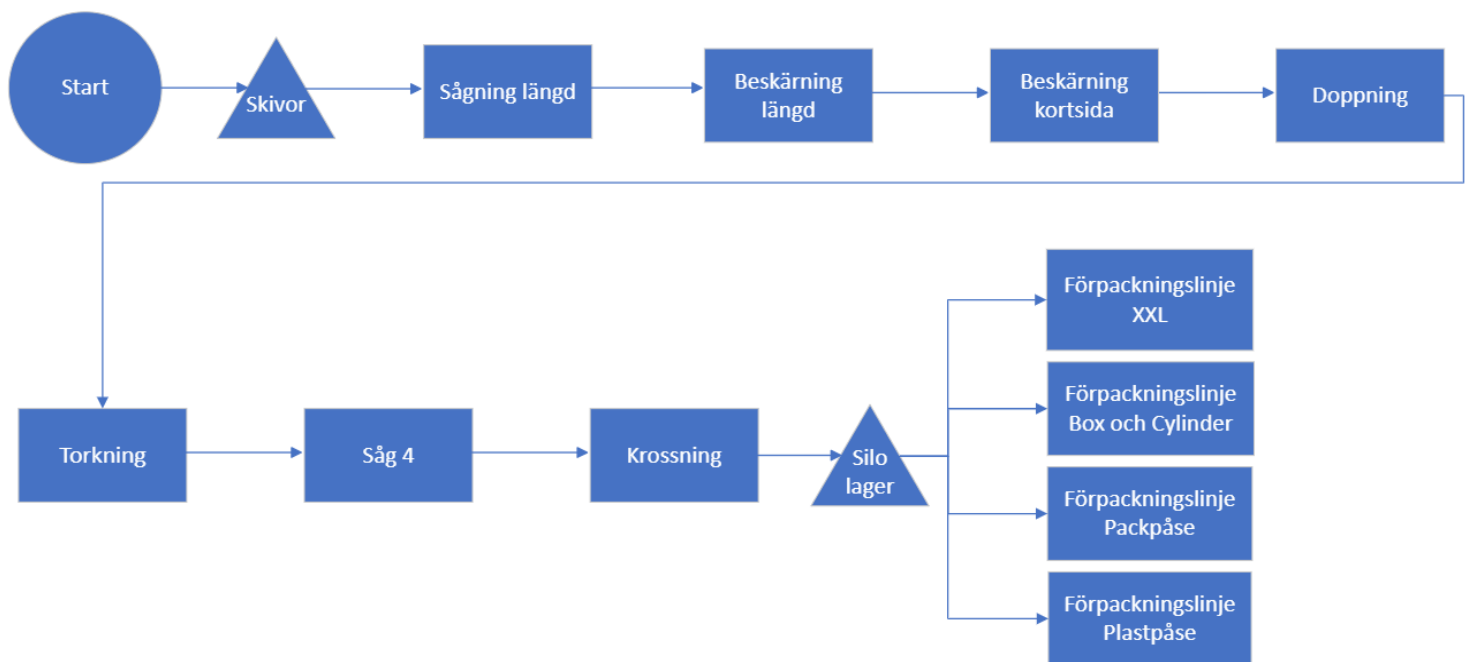 Start
Skivor
Sågning längd
Beskärning
längd
Beskärning
kortsida
Doppning
Torkning
Såg 4
Krossning
Silo
lager
Förpackningslinje
XXL
Förpackningslinje
Box och Cylinder
Förpackningslinje
Packpåse
Förpackningslinje
Plastpåse